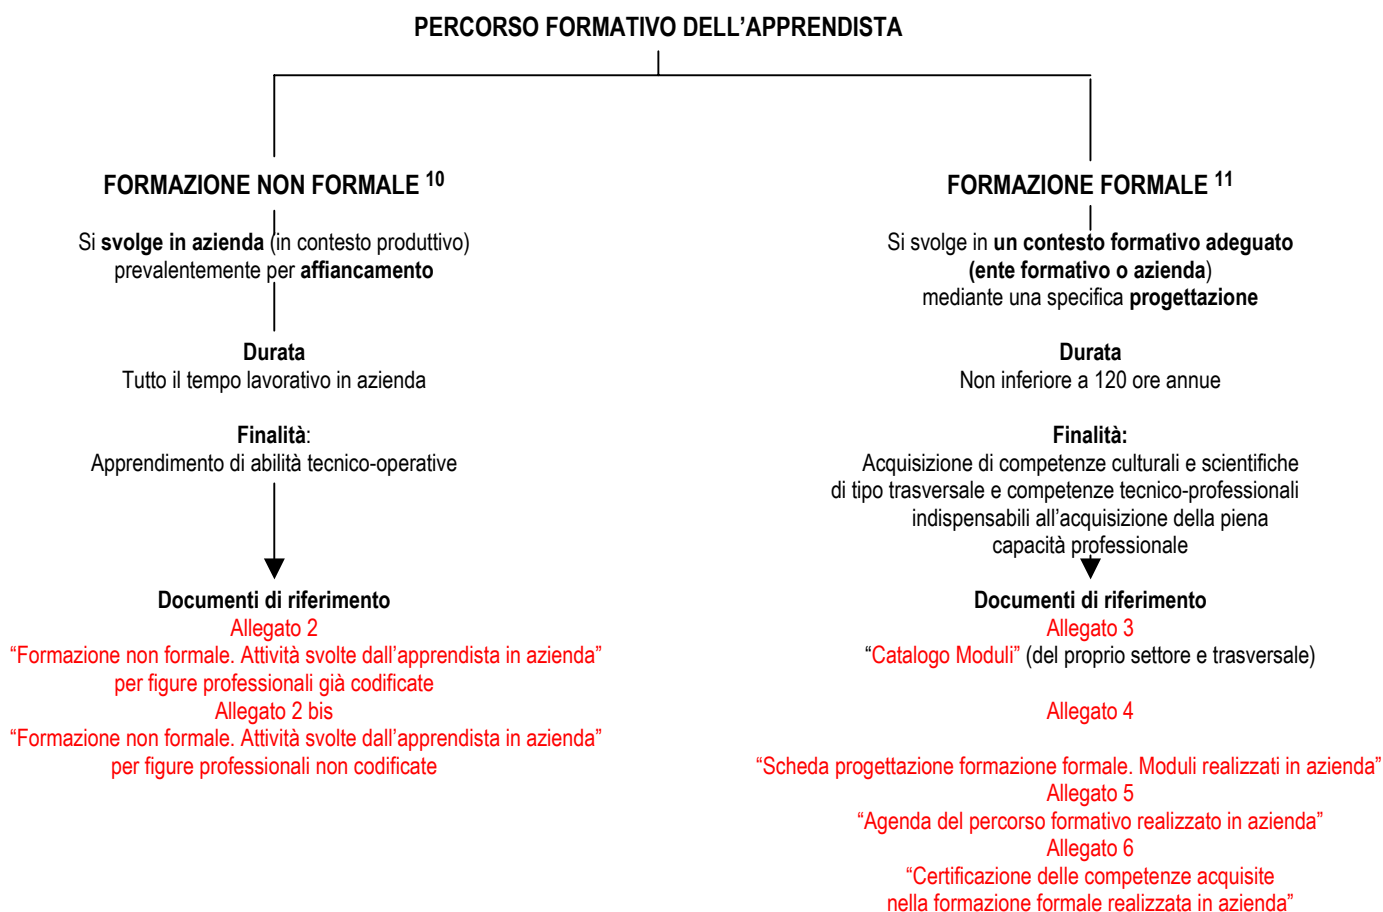 PERCORSO FORMATIVO DELL’APPRENDISTA
FORMAZIONE NON FORMALE 10
Si svolge in azienda (in contesto produttivo)
prevalentemente per affiancamento
Durata
Tutto il tempo lavorativo in azienda
Finalità:
Apprendimento di abilità tecnico-operative
Documenti di riferimento
Allegato 2
“Formazione non formale. Attività svolte dall’apprendista in azienda”
per figure professionali già codificate
Allegato 2 bis
“Formazione non formale. Attività svolte dall’apprendista in azienda”
per figure professionali non codificate
FORMAZIONE FORMALE 11
Si svolge in un contesto formativo adeguato
(ente formativo o azienda)
mediante una specifica progettazione
Durata
Non inferiore a 120 ore annue
Finalità:
Acquisizione di competenze culturali e scientifiche
di tipo trasversale e competenze tecnico-professionali
indispensabili all’acquisizione della piena
capacità professionale
Documenti di riferimento
Allegato 3
“Catalogo Moduli” (del proprio settore e trasversale)
Allegato 4
“Scheda progettazione formazione formale. Moduli realizzati in azienda”
Allegato 5
“Agenda del percorso formativo realizzato in azienda”
Allegato 6
“Certificazione delle competenze acquisite
nella formazione formale realizzata in azienda”